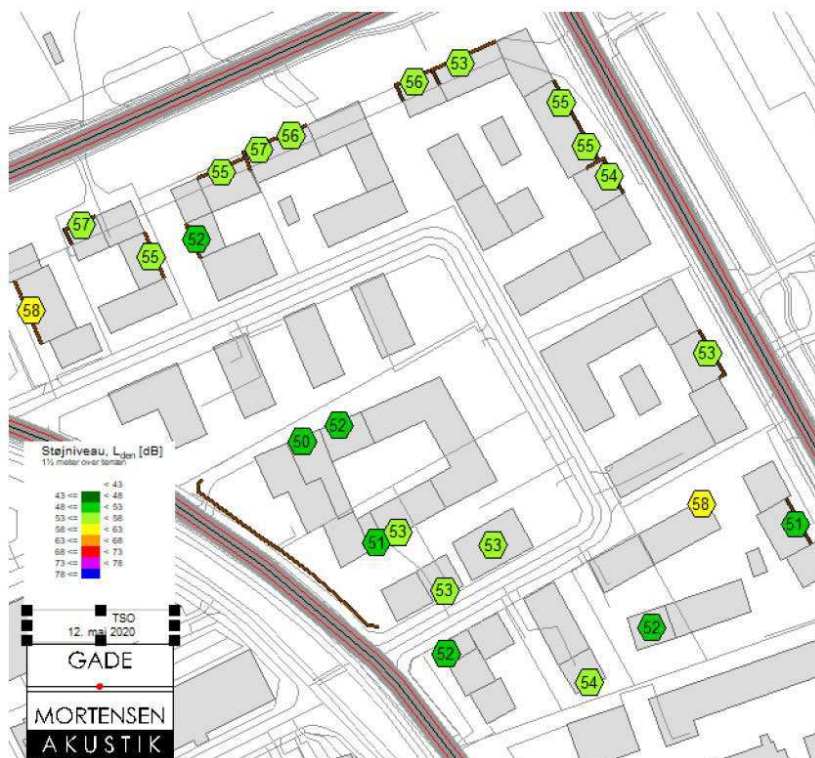 53
56
55
56
57
55
55
54
57
52
55
58
53
52
50
Støjniveau, Lden [dB]
1½ meter over terræn
< 43
43 <= < 48
48 <= < 53
53 <= < 58
58 <= < 63
63 <= < 68
68 <= < 73
73 <= < 78
78 <=
58
51
53
51
53
53
52
52
54
TSO
12. maj 2020
GADE
MORTENSEN
AKUSTIK